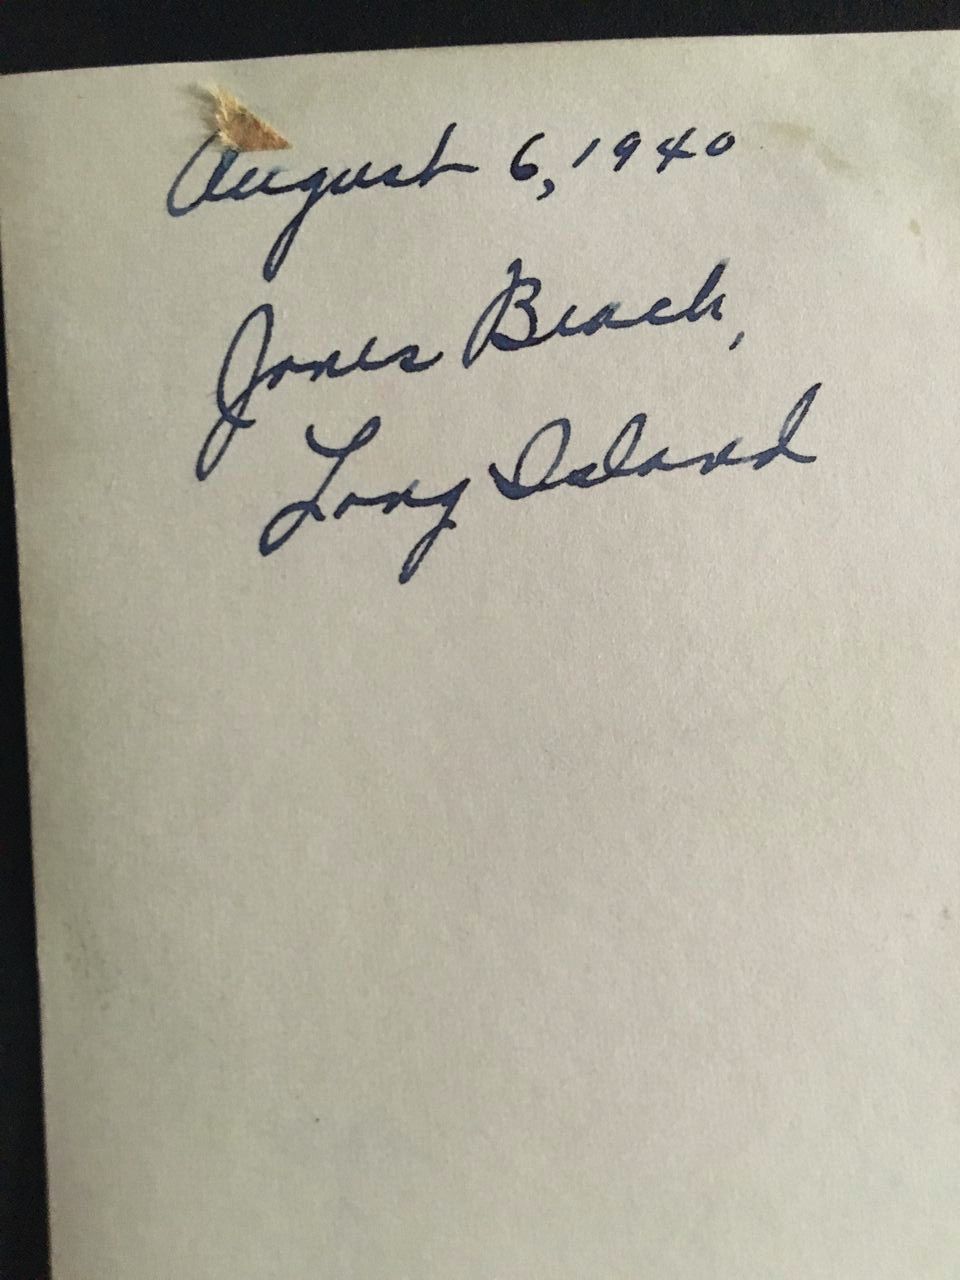 August 6, 1940
Jones Beach,
Long Island